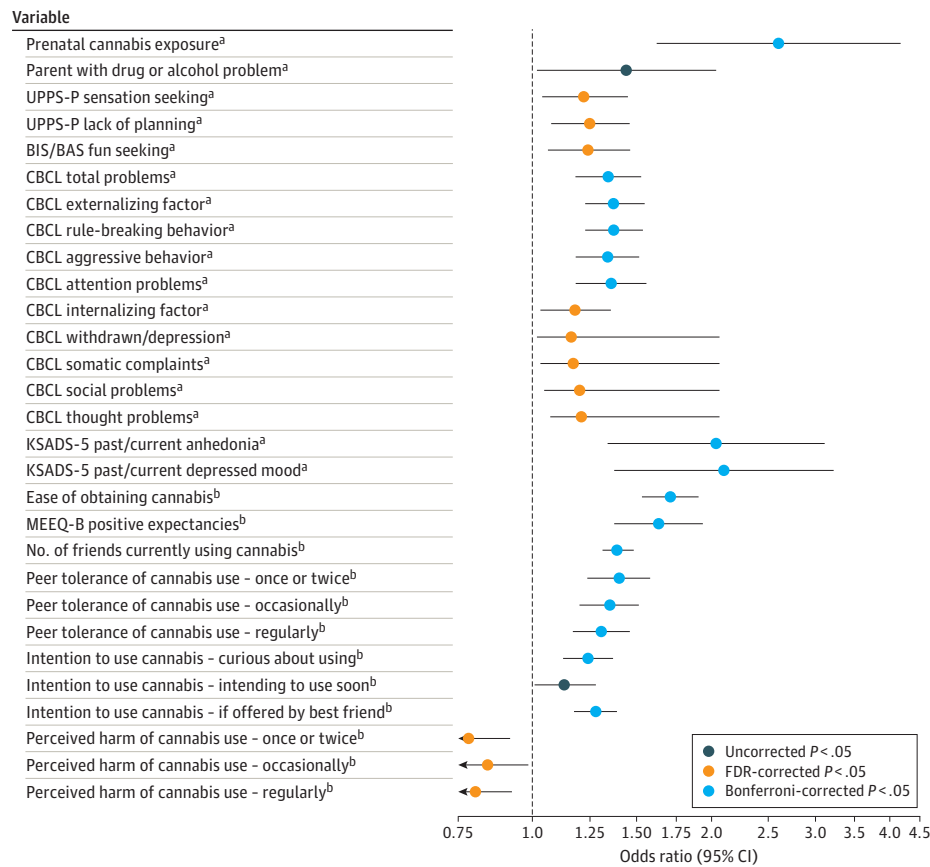 Variable
Prenatal cannabis exposureᵃ
Parent with drug or alcohol problemᵃ
UPPS-P sensation seekingᵃ
UPPS-P lack of planningᵃ
BIS/BAS fun seekingᵃ
CBCL total problemsᵃ
CBCL externalizing factorᵃ
CBCL rule-breaking behaviorᵃ
CBCL aggressive behaviorᵃ
CBCL attention problemsᵃ
CBCL internalizing factorᵃ
CBCL withdrawn/depressionᵃ
CBCL somatic complaintsᵃ
CBCL social problemsᵃ
CBCL thought problemsᵃ
KSADS-5 past/current anhedoniaᵃ
KSADS-5 past/current depressed moodᵃ
Ease of obtaining cannabisᵇ
MEEQ-B positive expectanciesᵇ
No. of friends currently using cannabisᵇ
Peer tolerance of cannabis use – once or twiceᵇ
Peer tolerance of cannabis use – occasionallyᵇ
Peer tolerance of cannabis use – regularlyᵇ
Intention to use cannabis – curious about usingᵇ
Intention to use cannabis – intending to use soonᵇ
Intention to use cannabis – if offered by best friendᵇ
Perceived harm of cannabis use – once or twiceᵇ
Perceived harm of cannabis use – occasionallyᵇ
Perceived harm of cannabis use – regularlyᵇ
Uncorrected P < .05
FDR-corrected P < .05
Bonferroni-corrected P < .05
0.75 1.0 1.25 1.50 1.75 2.0 2.5 3.0 3.5 4.0 4.5
Odds ratio (95% CI)